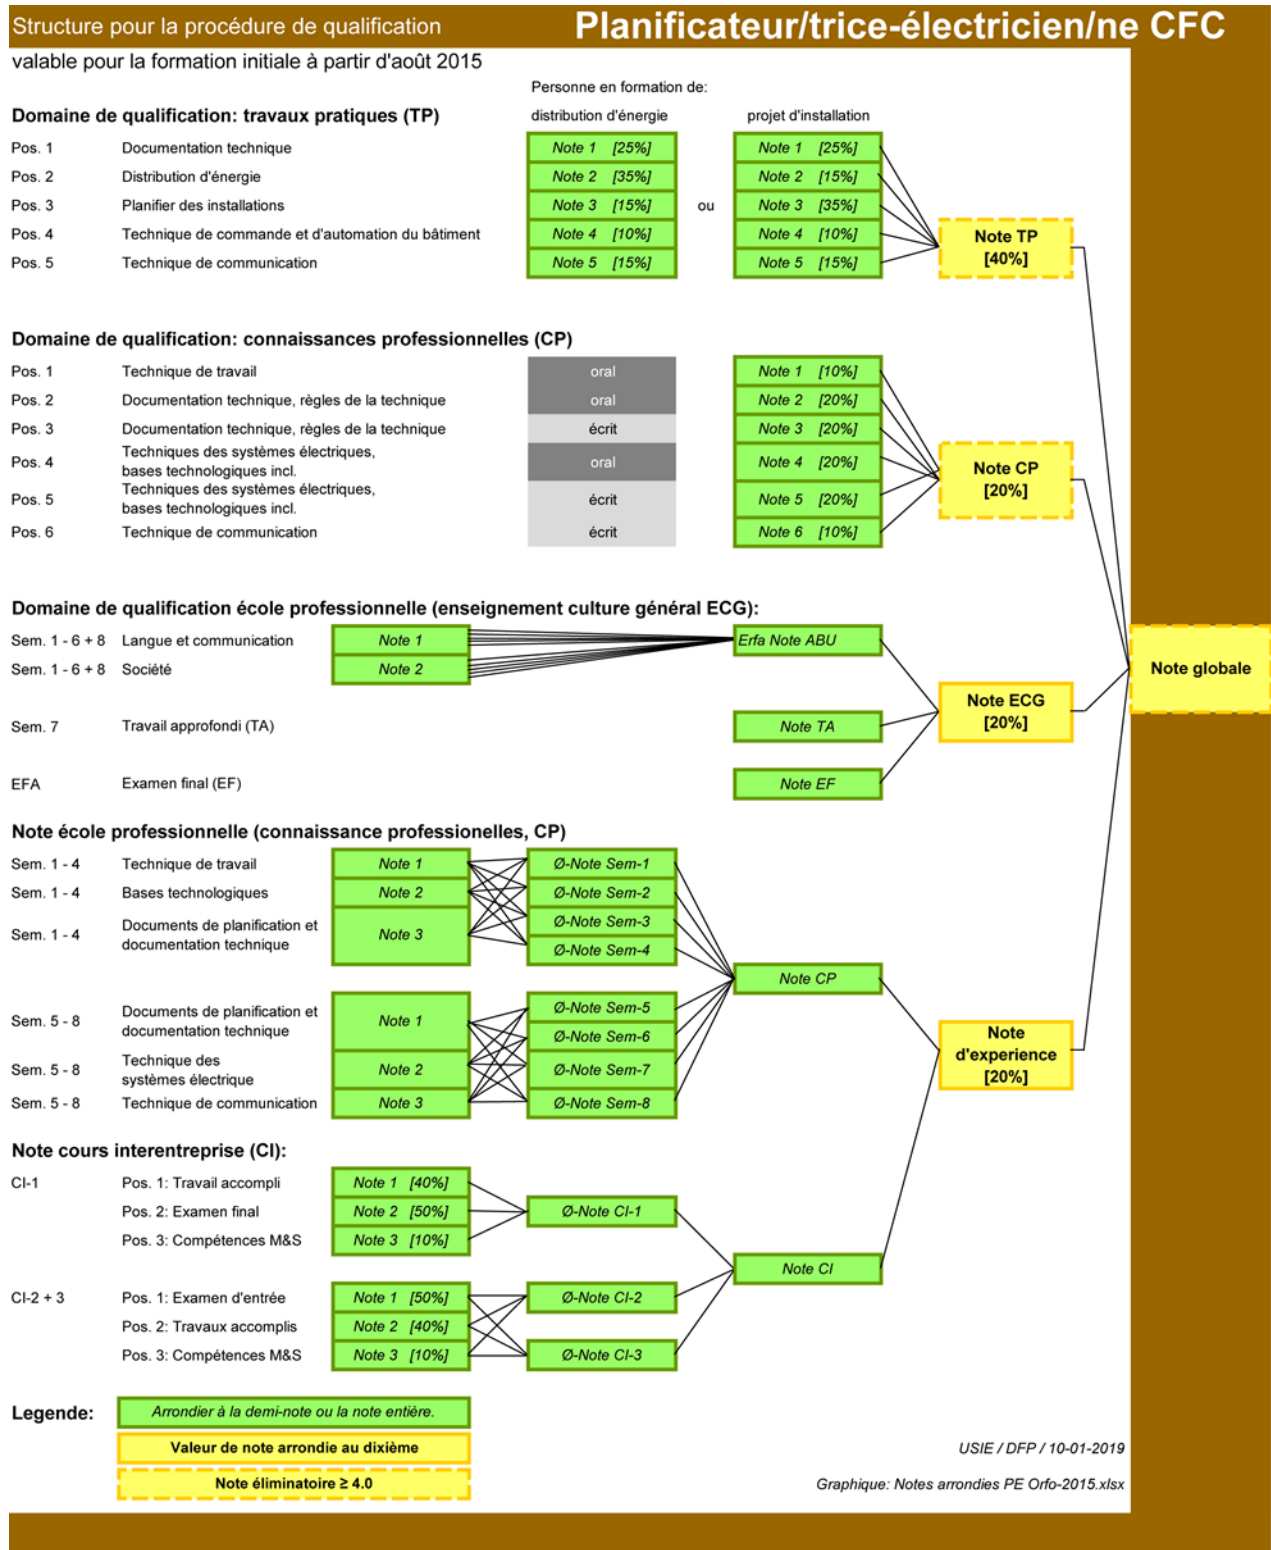 Structure pour la procédure de qualification
Planificateur/trice-électricien/ne CFC
valable pour la formation initiale à partir d'août 2015
Personne en formation de:
Domaine de qualification: travaux pratiques (TP) distribution d'énergie projet d'installation
Pos. 1 Documentation technique Note 1 [25%] Note 1 [25%]
Pos. 2 Distribution d'énergie Note 2 [35%] Note 2 [15%]
Pos. 3 Planifier des installations Note 3 [15%] ou Note 3 [35%]
Pos. 4 Technique de commande et d'automation du bâtiment Note 4 [10%] Note 4 [10%]
Pos. 5 Technique de communication Note 5 [15%] Note 5 [15%]
Note TP
[40%]
Domaine de qualification: connaissances professionnelles (CP)
Pos. 1 Technique de travail oral Note 1 [10%]
Pos. 2 Documentation technique, règles de la technique oral Note 2 [20%]
Pos. 3 Documentation technique, règles de la technique écrit Note 3 [20%]
Pos. 4 Techniques des systèmes électriques,
bases technologiques incl. oral Note 4 [20%]
Pos. 5 Techniques des systèmes électriques,
bases technologiques incl. écrit Note 5 [20%]
Pos. 6 Technique de communication écrit Note 6 [10%]
Note CP
[20%]
Domaine de qualification école professionnelle (enseignement culture général ECG):
Sem. 1 - 6 + 8 Langue et communication Note 1 Erfa Note ABU
Sem. 1 - 6 + 8 Société Note 2
Sem. 7 Travail approfondi (TA) Note TA
EFA Examen final (EF) Note EF
Note ECG
[20%]
Note globale
Note école professionnelle (connaissance professionelles, CP)
Sem. 1 - 4 Technique de travail Note 1 Ø-Note Sem-1
Sem. 1 - 4 Bases technologiques Note 2 Ø-Note Sem-2
Sem. 1 - 4 Documents de planification et
documentation technique Note 3 Ø-Note Sem-3
Ø-Note Sem-4
Note CP
Sem. 5 - 8 Documents de planification et
documentation technique Note 1 Ø-Note Sem-5
Ø-Note Sem-6
Sem. 5 - 8 Technique des
systèmes électrique Note 2 Ø-Note Sem-7
Sem. 5 - 8 Technique de communication Note 3 Ø-Note Sem-8
Note
d'experience
[20%]
Note cours interentreprise (CI):
CI-1 Pos. 1: Travail accompli Note 1 [40%]
Pos. 2: Examen final Note 2 [50%] Ø-Note CI-1
Pos. 3: Compétences M&S Note 3 [10%]
Note CI
CI-2 + 3 Pos. 1: Examen d'entrée Note 1 [50%] Ø-Note CI-2
Pos. 2: Travaux accomplis Note 2 [40%]
Pos. 3: Compétences M&S Note 3 [10%] Ø-Note CI-3
Legende: Arrondier à la demi-note ou la note entière.
Valeur de note arrondie au dixième
Note éliminatoire ≥ 4.0
USIE / DFP / 10-01-2019
Graphique: Notes arrondies PE Orfo-2015.xlsx